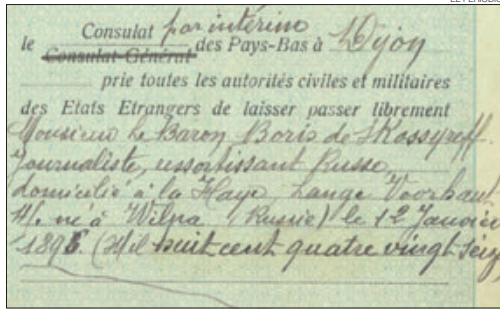 Consulat par intérim
le Consulat-Général des Pays-Bas à Dijon
prie toutes les autorités civiles et militaires
des Etats Etrangers de laisser passer librement
Monsieur le Baron Boris de Skossyreff.
Journaliste, ressortissant Russe,
domicilié à la Haye, Lange Voorhout
né à Wilna (Russie) le 12 Janvier
1896. (Mil huit cent quatre vingt seize